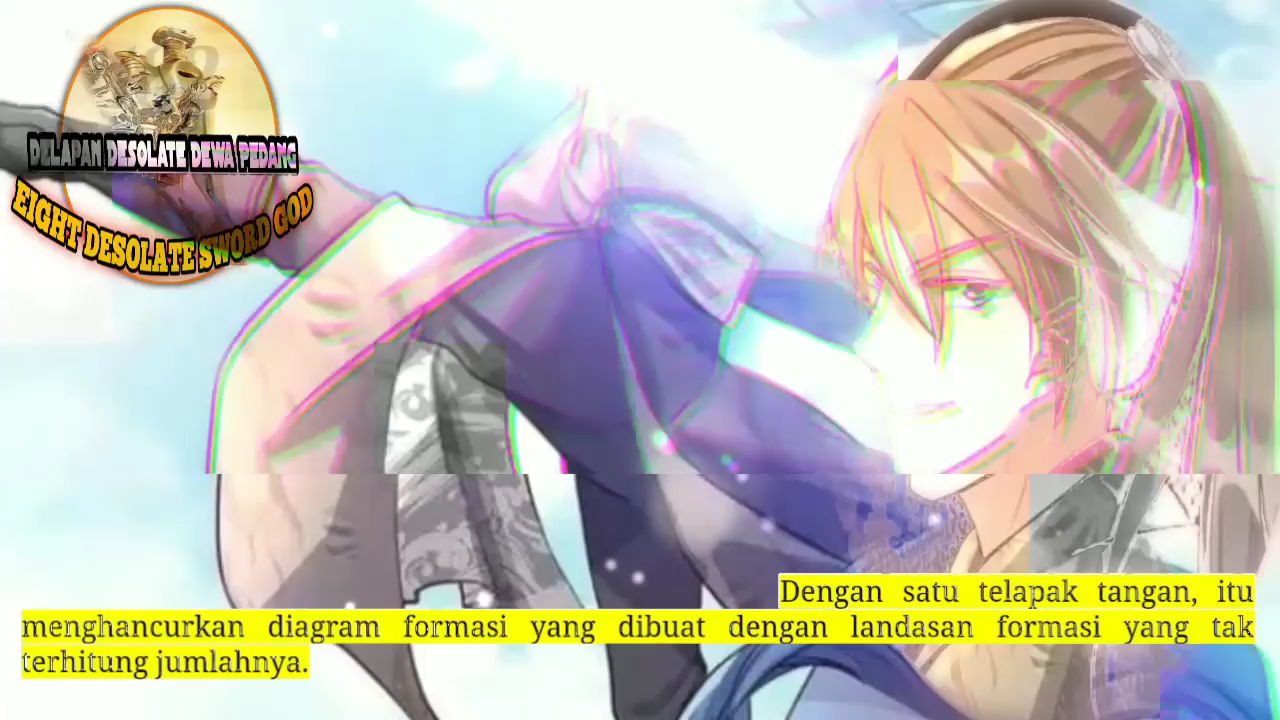 DELAPAN DESOLATE DEWA PEDANG
EIGHT DESOLATE SWORD GOD
Dengan satu telapak tangan, itu
menghancurkan diagram formasi yang dibuat dengan landasan formasi yang tak
terhitung jumlahnya.